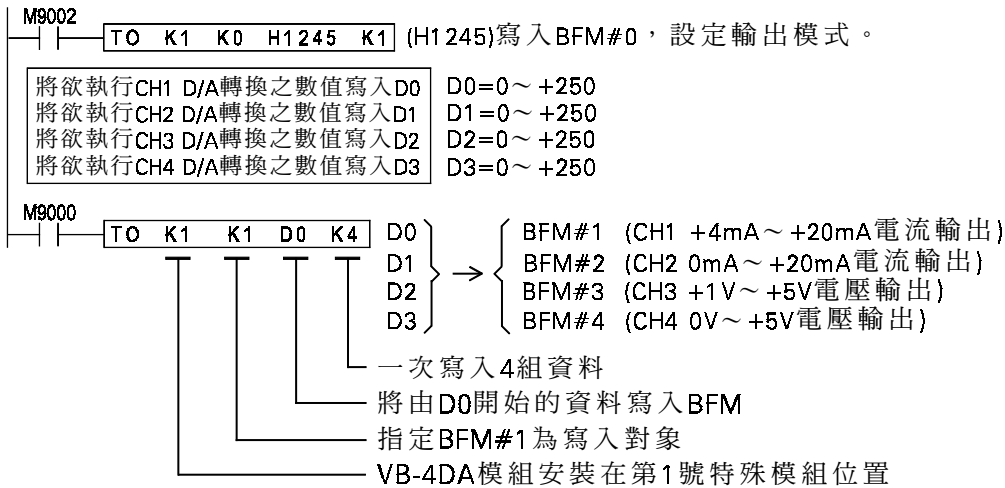 M9002
TO K1 K0 H1245 K1 (H1245)寫入BFM#0，設定輸出模式。
將欲執行CH1 D/A轉換之數值寫入D0 D0=0～+250
將欲執行CH2 D/A轉換之數值寫入D1 D1=0～+250
將欲執行CH3 D/A轉換之數值寫入D2 D2=0～+250
將欲執行CH4 D/A轉換之數值寫入D3 D3=0～+250
M9000
TO K1 K1 D0 K4 D0 BFM#1 (CH1 +4mA～+20mA電流輸出)
D1 BFM#2 (CH2 0mA～+20mA電流輸出)
D2 BFM#3 (CH3 +1V～+5V電壓輸出)
D3 BFM#4 (CH4 0V～+5V電壓輸出)
一次寫入4組資料
將由D0開始的資料寫入BFM
指定BFM#1為寫入對象
VB-4DA模組安裝在第1號特殊模組位置